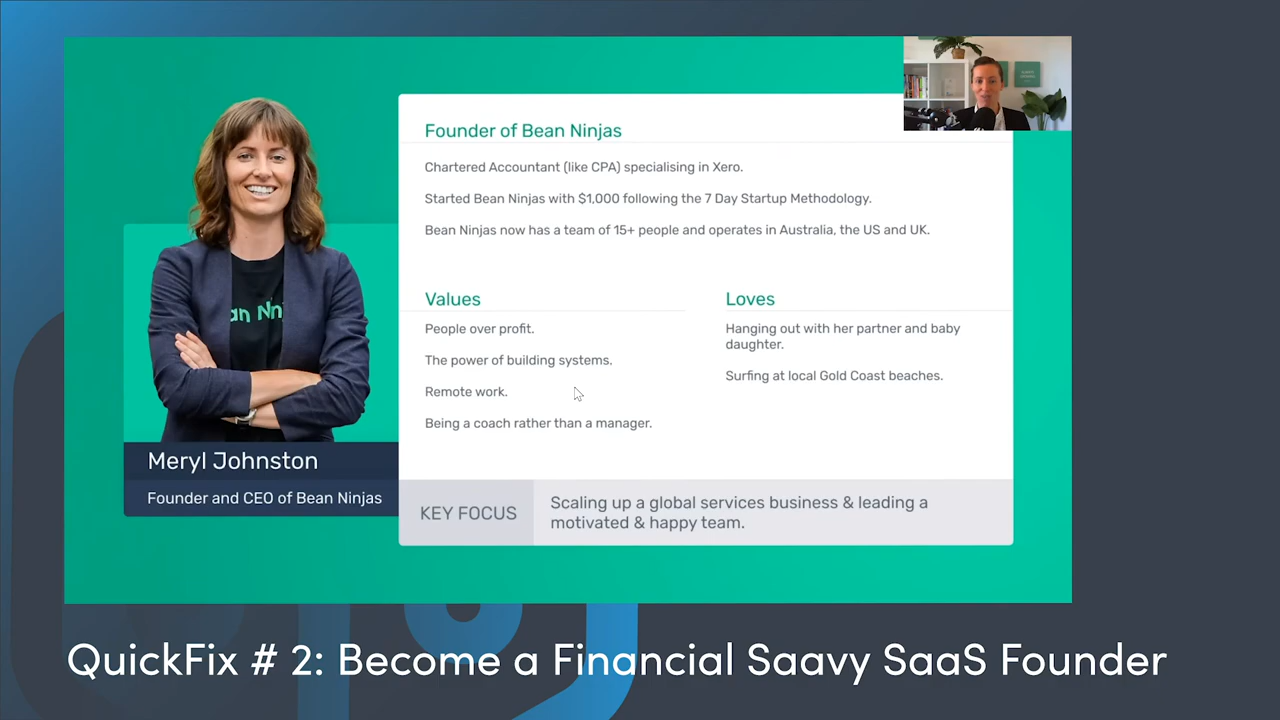 Founder of Bean Ninjas
Chartered Accountant (like CPA) specialising in Xero.
Started Bean Ninjas with $1,000 following the 7 Day Startup Methodology.
Bean Ninjas now has a team of 15+ people and operates in Australia, the US and UK.
Values
People over profit.
The power of building systems.
Remote work.
Being a coach rather than a manager.
Loves
Hanging out with her partner and baby
daughter.
Surfing at local Gold Coast beaches.
Meryl Johnston
Founder and CEO of Bean Ninjas
KEY FOCUS
Scaling up a global services business & leading a
motivated & happy team.
QuickFix # 2: Become a Financial Saavy SaaS Founder